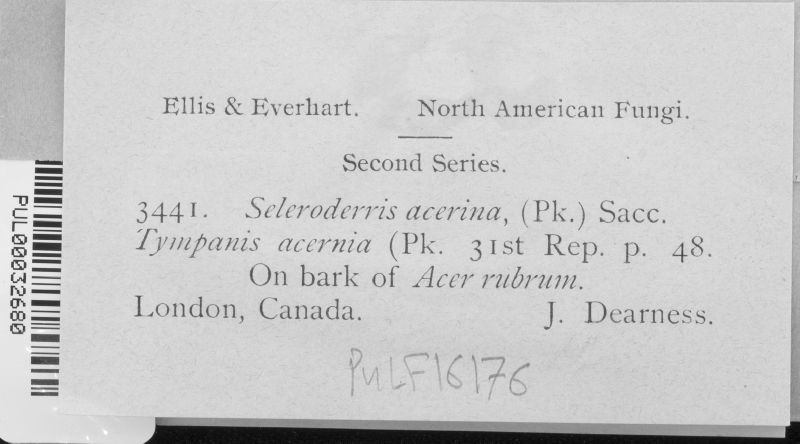 Ellis & Everhart. North American Fungi.
Second Series.
3441. Seleroderris acerina, (Pk.) Sacc.
Tympanis acernia (Pk. 31st Rep. p. 48.
On bark of Acer rubrum.
London, Canada. J. Dearness.
PULF16176
PUL00032680